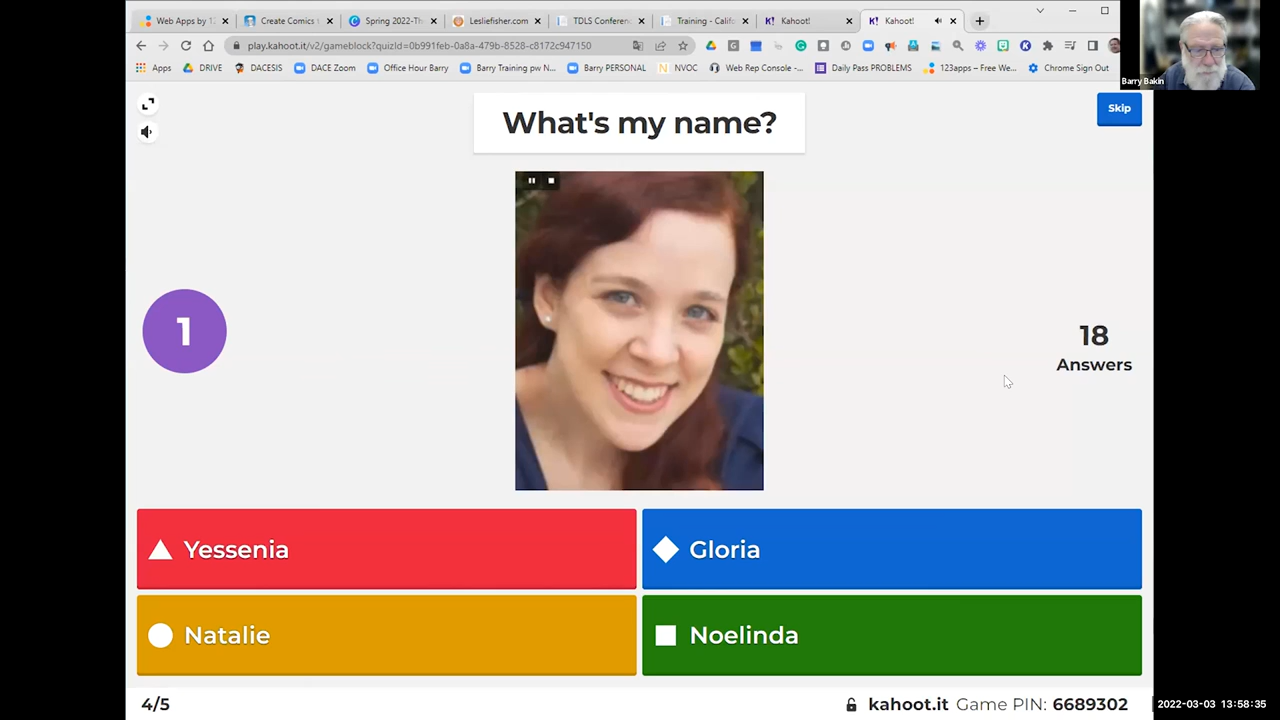 Web Apps by 1
Create Comics
Spring 2022-Th
Lesliefisher.com
TDLS Conferen
Training - Califo
Kahoot!
Kahoot!
play.kahoot.it/v2/gameblock?quizId=0b991feb-0a8a-479b-8528-c8172c947150
Apps
DRIVE
DACESIS
DACE Zoom
Office Hour Barry
Barry Training pw N...
Barry PERSONAL
NVOC
Web Rep Console -...
Daily Pass PROBLEMS
123apps – Free We...
Chrome Sign Out
Barry Bakin
What's my name?
Skip
1
18
Answers
Yessenia
Gloria
Natalie
Noelinda
4/5
kahoot.it Game PIN: 6689302
2022-03-03 13:58:35